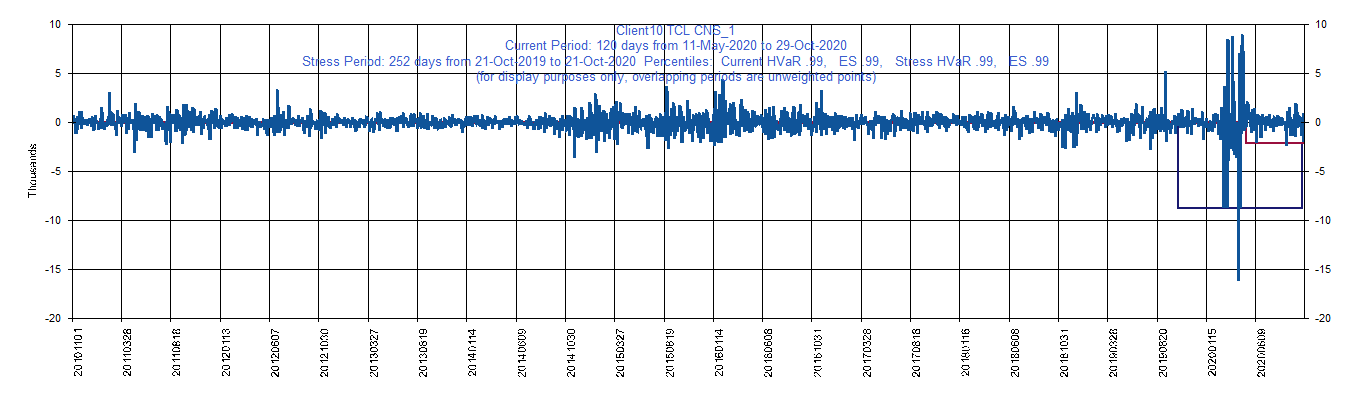 Client10 TCL CNS_1
Current Period: 120 days from 11-May-2020 to 29-Oct-2020
Stress Period: 252 days from 21-Oct-2019 to 21-Oct-2020 Percentiles: Current HVaR .99, ES .99, Stress HVaR .99, ES .99
(for display purposes only, overlapping periods are unweighted points)
10 10
5 5
0 0
-5 -5
-10 -10
-15 -15
-20 -20
Thousands
20101101 20110328 20110818 20120113 20120607 20121030 20130327 20130819 20140114 20140609 20141030 20150327 20150819 20160114 20160608 20161031 20170328 20170818 20180116 20180608 20181031 20190328 20190820 20200115 20200609